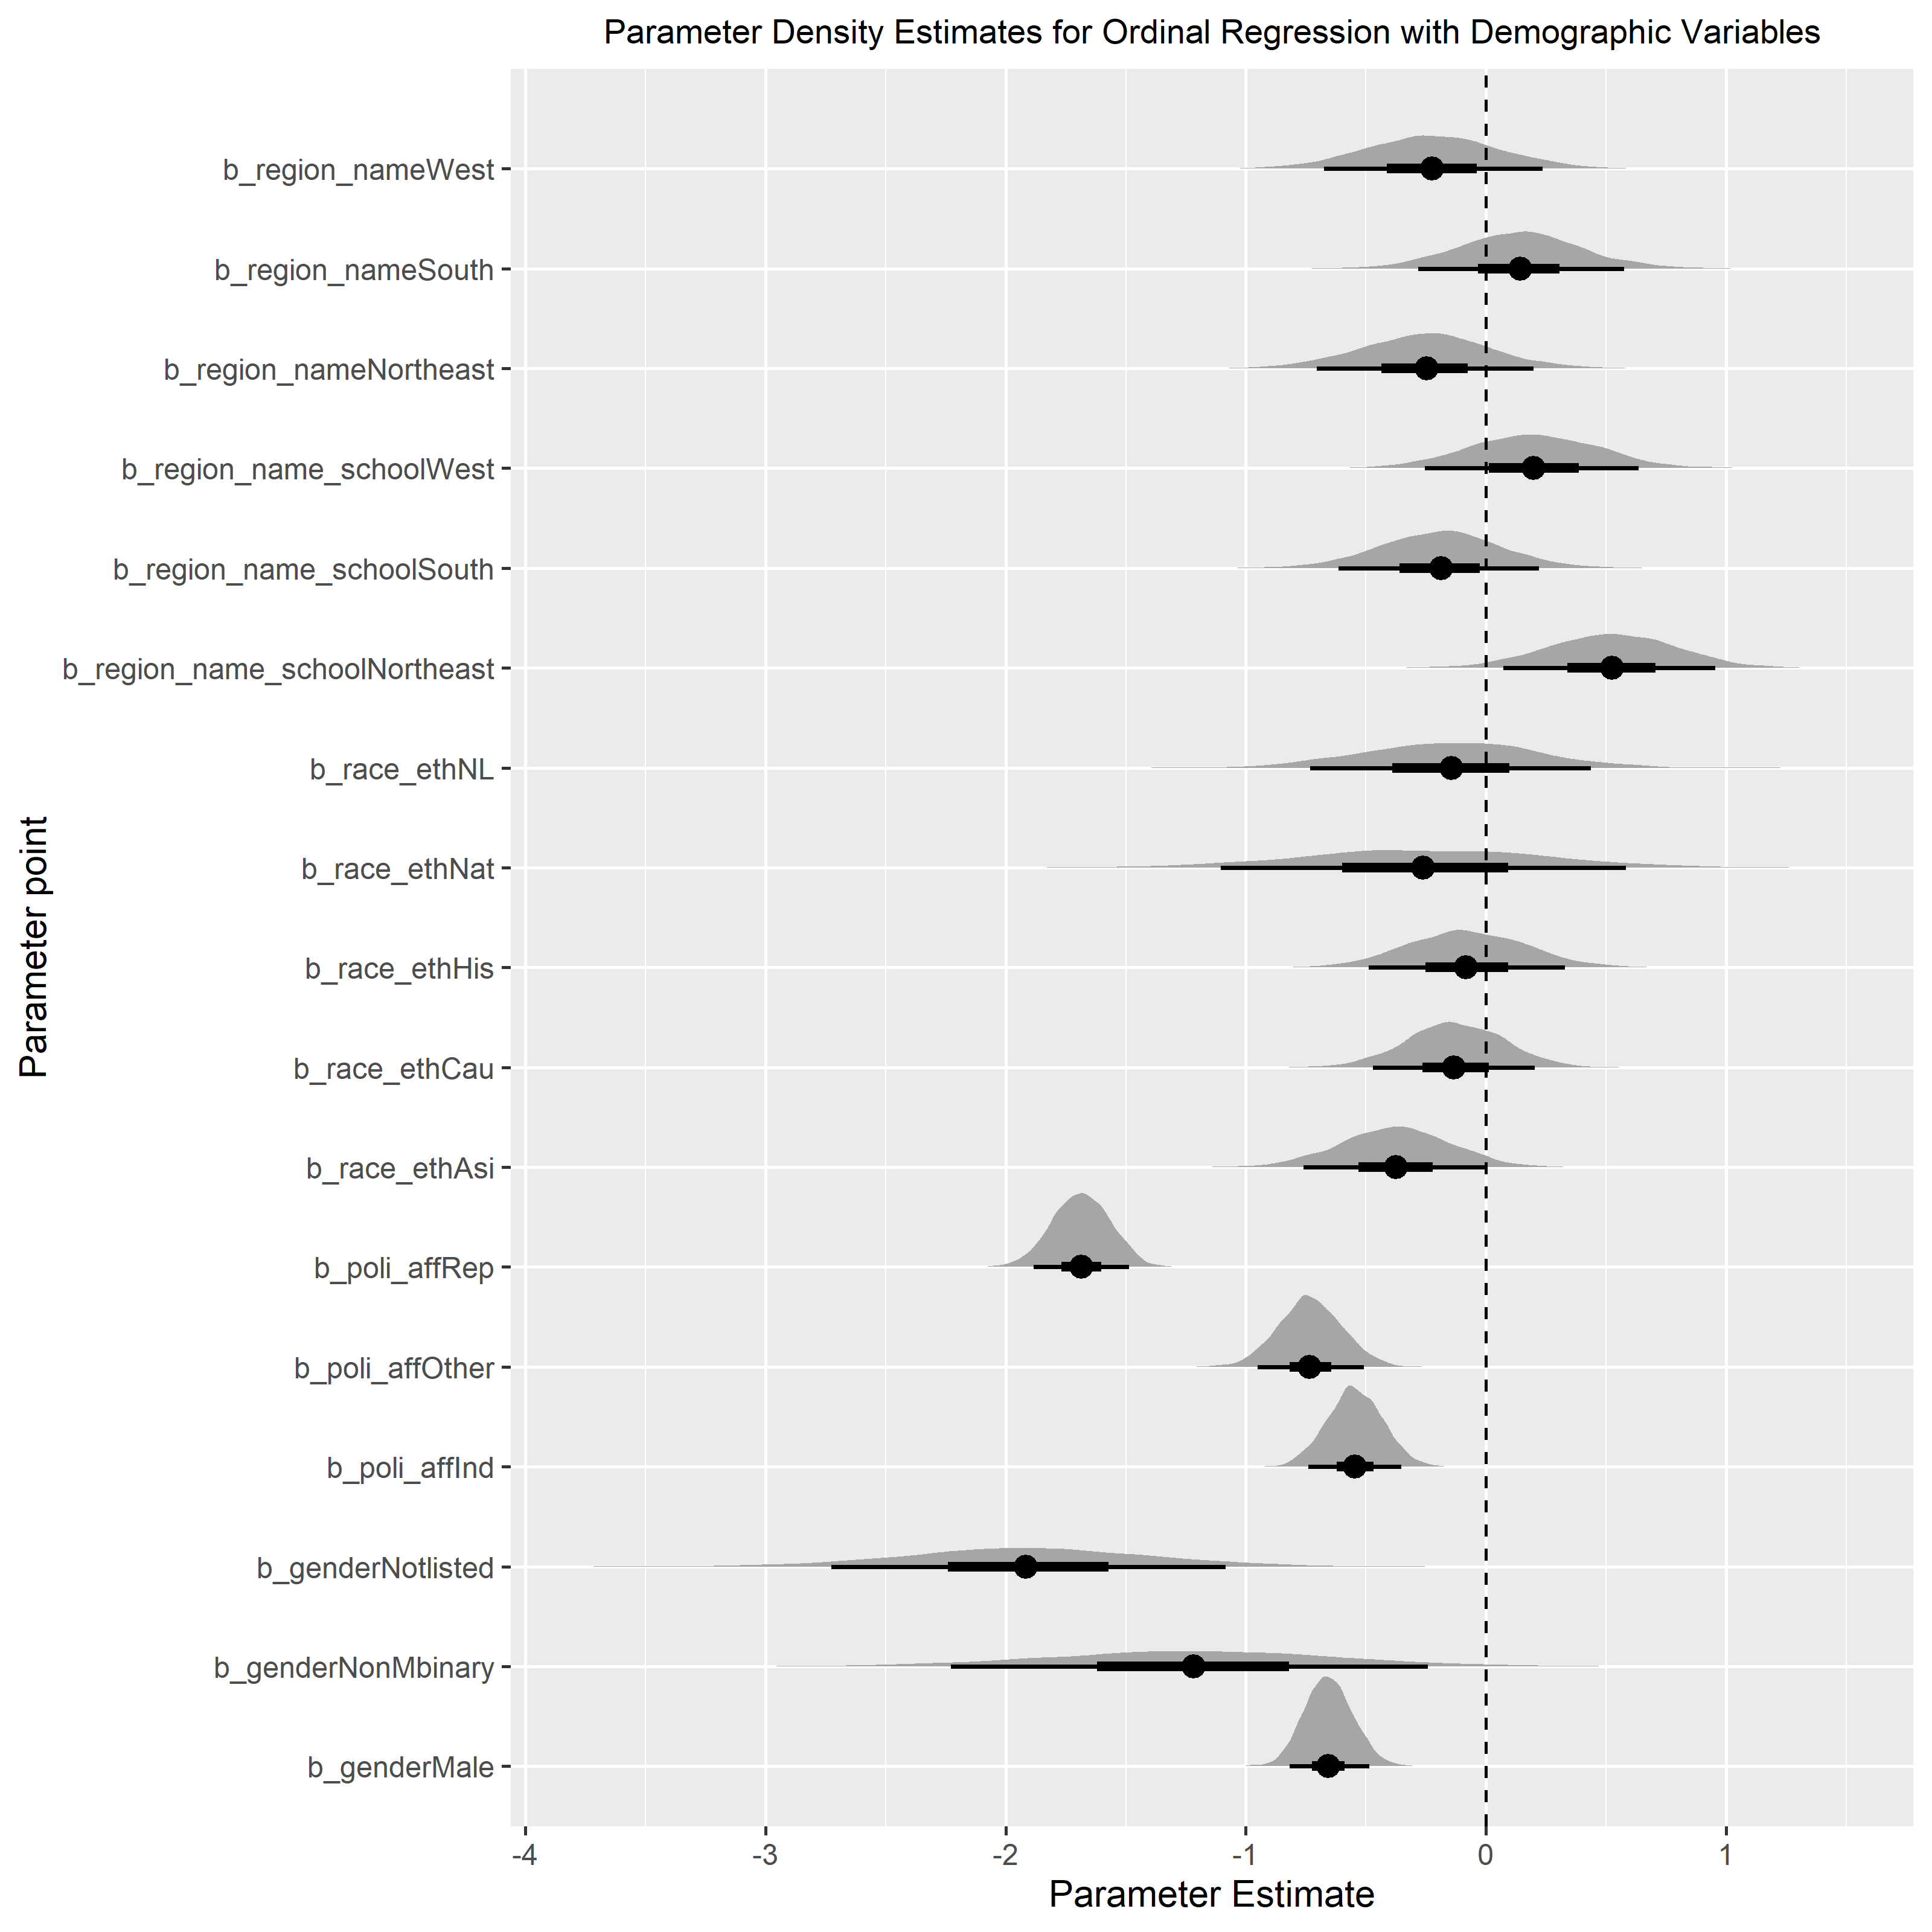 Parameter Density Estimates for Ordinal Regression with Demographic Variables
b_region_nameWest
b_region_nameSouth
b_region_nameNortheast
b_region_name_schoolWest
b_region_name_schoolSouth
b_region_name_schoolNortheast
b_race_ethNL
b_race_ethNat
b_race_ethHis
b_race_ethCau
b_race_ethAsi
b_poli_affRep
b_poli_affOther
b_poli_affInd
b_genderNotlisted
b_genderNonMbinary
b_genderMale
Parameter point
-4 -3 -2 -1 0 1
Parameter Estimate